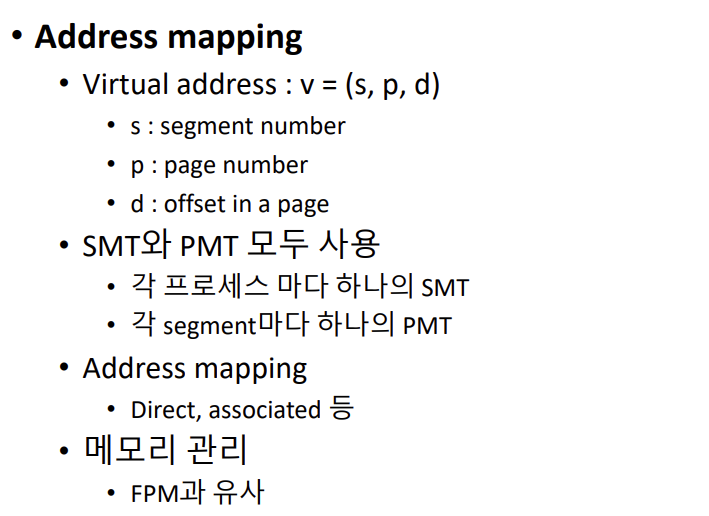 • Address mapping
• Virtual address : v = (s, p, d)
• s : segment number
• p : page number
• d : offset in a page
• SMT와 PMT 모두 사용
• 각 프로세스 마다 하나의 SMT
• 각 segment마다 하나의 PMT
• Address mapping
• Direct, associated 등
• 메모리 관리
• FPM과 유사